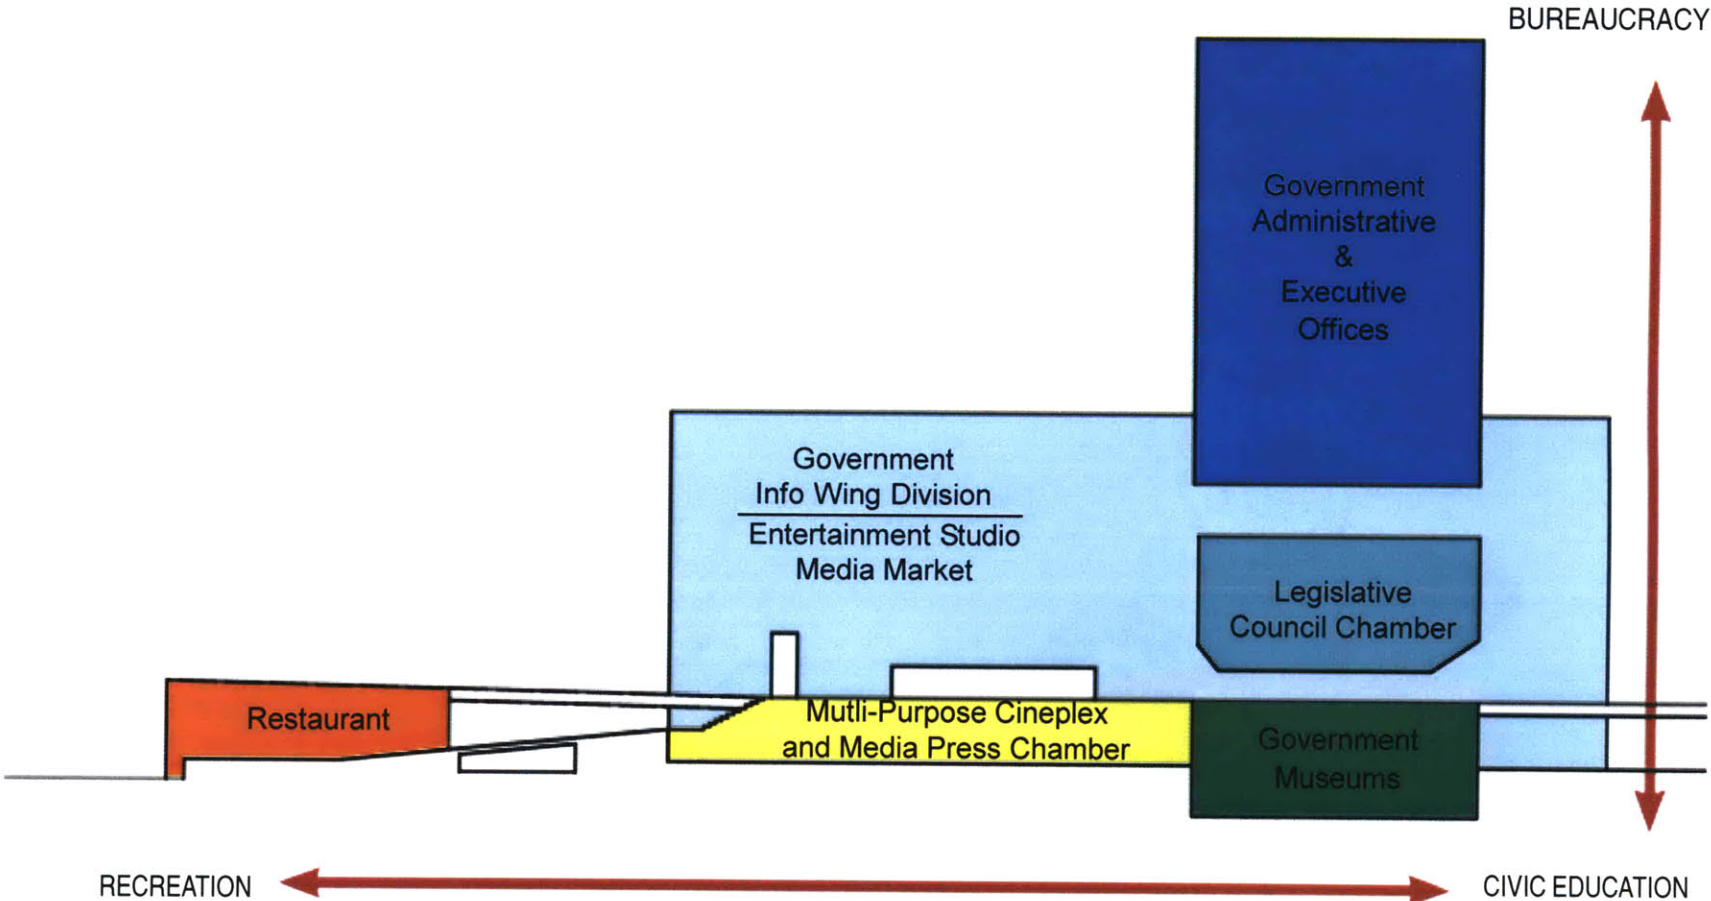 BUREAUCRACY
Government
Administrative
&
Executive
Offices
Government
Info Wing Division
Entertainment Studio
Media Market
Legislative
Council Chamber
Restaurant
Mutli-Purpose Cineplex
and Media Press Chamber
Government
Museums
RECREATION
CIVIC EDUCATION